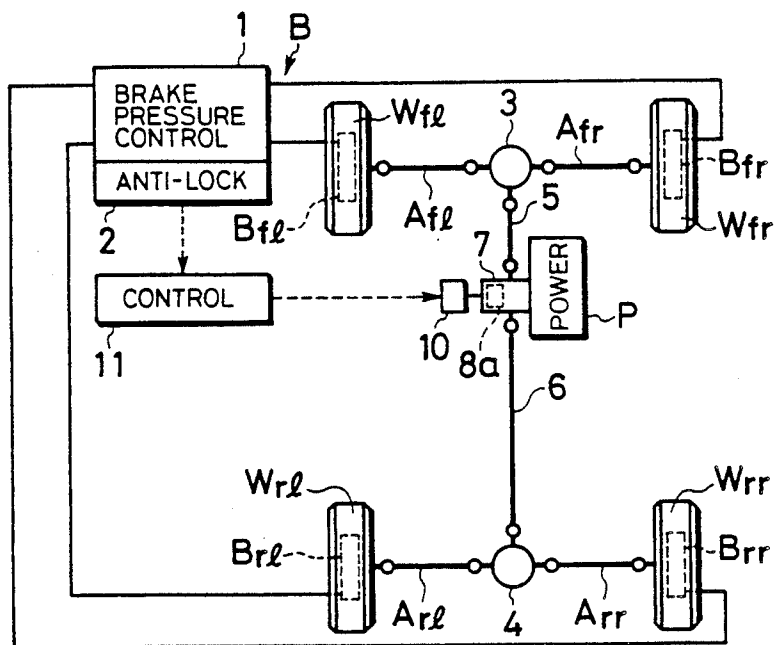 1
B
BRAKE
PRESSURE
CONTROL
ANTI-LOCK
2
Wfℓ
3
Afr
Bfr
Wfr
Bfℓ
Afℓ
5
7
POWER
P
CONTROL
11
10
8a
6
Wrℓ
Wrr
Brℓ
Brr
Arℓ
4
Arr